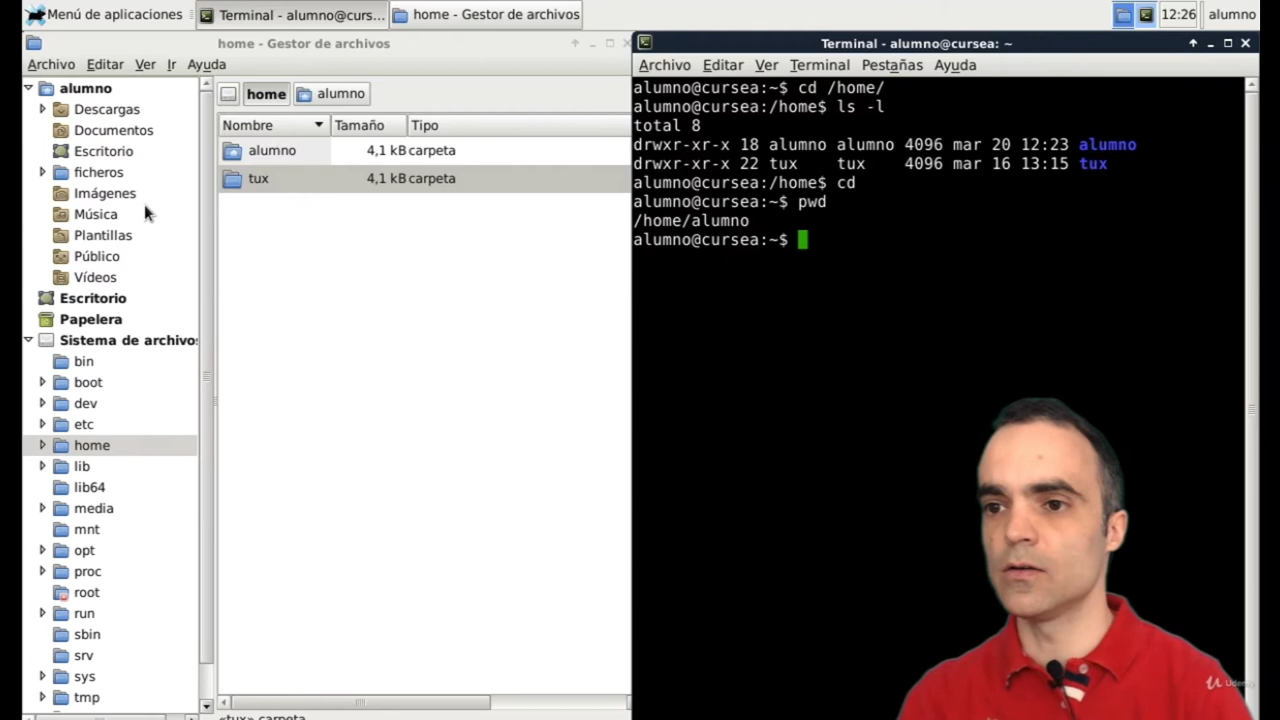 Menú de aplicaciones
Terminal - alumno@curs...
home - Gestor de archivos
12:26
alumno
home - Gestor de archivos
Archivo Editar Ver Ir Ayuda
alumno
Descargas
Documentos
Escritorio
ficheros
Imágenes
Música
Plantillas
Público
Vídeos
Escritorio
Papelera
Sistema de archivos
bin
boot
dev
etc
home
lib
lib64
media
mnt
opt
proc
root
run
sbin
srv
sys
tmp
home alumno
Nombre Tamaño Tipo
alumno 4,1 kB carpeta
tux 4,1 kB carpeta
«tux» carpeta
Terminal - alumno@cursea: ~
Archivo Editar Ver Terminal Pestañas Ayuda
alumno@cursea:~$ cd /home/
alumno@cursea:/home$ ls -l
total 8
drwxr-xr-x 18 alumno alumno 4096 mar 20 12:23 alumno
drwxr-xr-x 22 tux tux 4096 mar 16 13:15 tux
alumno@cursea:/home$ cd
alumno@cursea:~$ pwd
/home/alumno
alumno@cursea:~$
Udemy